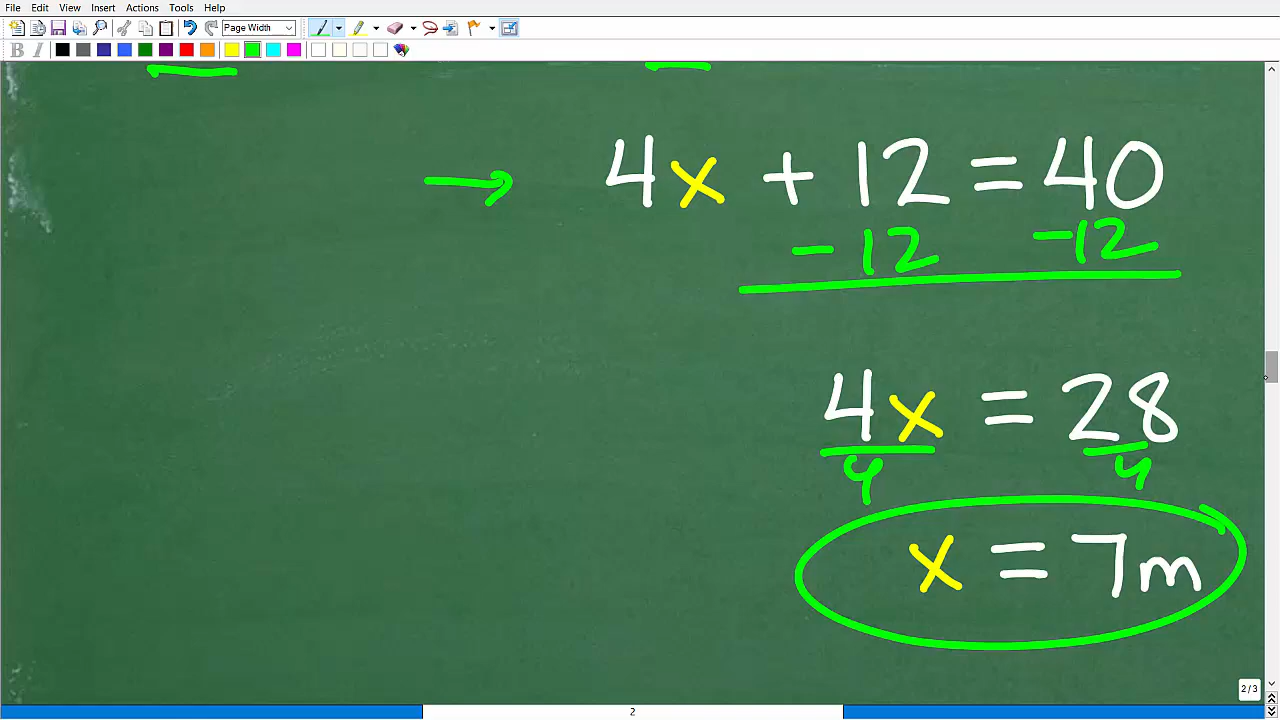 File Edit View Insert Actions Tools Help
Page Width
B I
→ 4x + 12 = 40
- 12 - 12
4x = 28
4 4
x = 7m
2 / 3
2